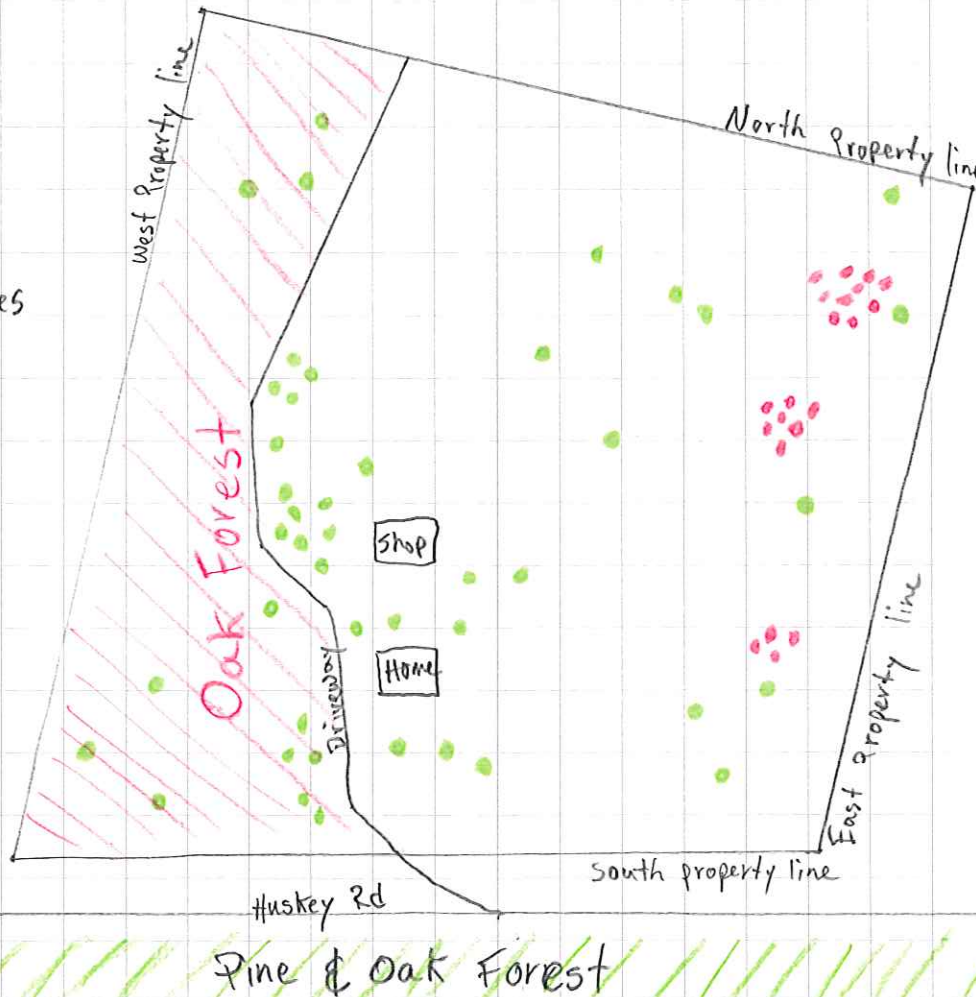 North Property line
West Property line
es
Oak Forest
Shop
Home
Driveway
East Property line
South property line
Huskey Rd
Pine & Oak Forest